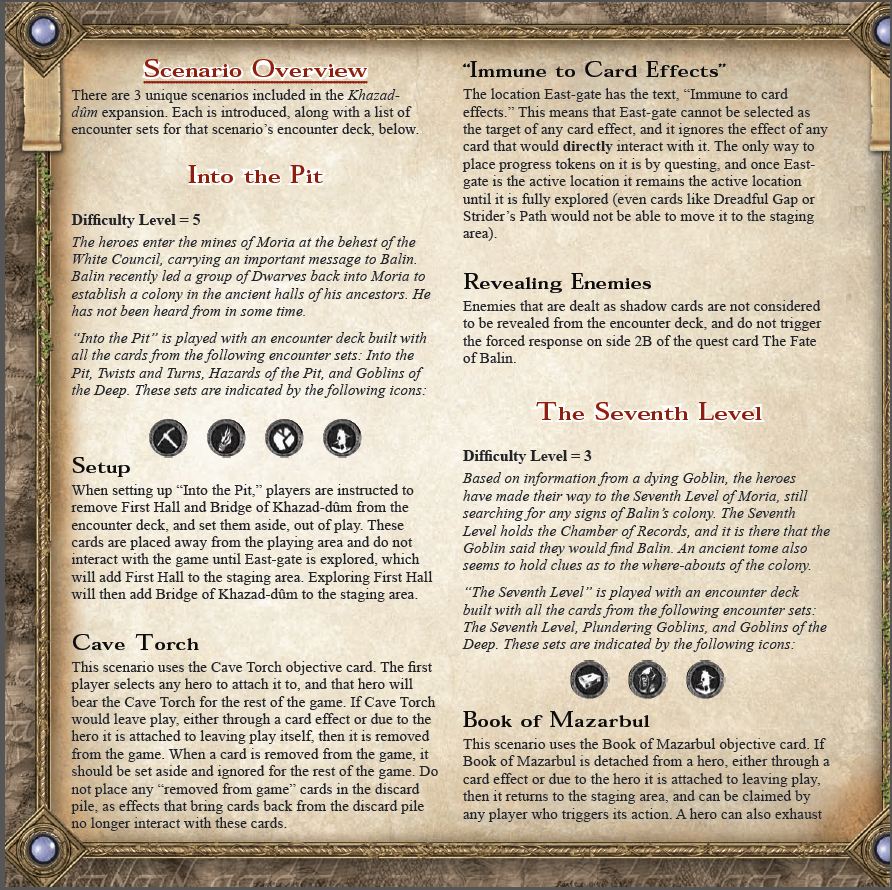 Scenario Overview
There are 3 unique scenarios included in the Khazad-
dûm expansion. Each is introduced, along with a list of
encounter sets for that scenario's encounter deck, below.
Into the Pit
Difficulty Level = 5
The heroes enter the mines of Moria at the behest of the
White Council, carrying an important message to Balin.
Balin recently led a group of Dwarves back into Moria to
establish a colony in the ancient halls of his ancestors. He
has not been heard from in some time.
"Into the Pit" is played with an encounter deck built with
all the cards from the following encounter sets: Into the
Pit, Twists and Turns, Hazards of the Pit, and Goblins of
the Deep. These sets are indicated by the following icons:
Setup
When setting up "Into the Pit," players are instructed to
remove First Hall and Bridge of Khazad-dûm from the
encounter deck, and set them aside, out of play. These
cards are placed away from the playing area and do not
interact with the game until East-gate is explored, which
will add First Hall to the staging area. Exploring First Hall
will then add Bridge of Khazad-dûm to the staging area.
Cave Torch
This scenario uses the Cave Torch objective card. The first
player selects any hero to attach it to, and that hero will
bear the Cave Torch for the rest of the game. If Cave Torch
would leave play, either through a card effect or due to the
hero it is attached to leaving play itself, then it is removed
from the game. When a card is removed from the game, it
should be set aside and ignored for the rest of the game. Do
not place any "removed from game" cards in the discard
pile, as effects that bring cards back from the discard pile
no longer interact with these cards.
"Immune to Card Effects"
The location East-gate has the text, "Immune to card
effects." This means that East-gate cannot be selected as
the target of any card effect, and it ignores the effect of any
card that would directly interact with it. The only way to
place progress tokens on it is by questing, and once East-
gate is the active location it remains the active location
until it is fully explored (even cards like Dreadful Gap or
Strider's Path would not be able to move it to the staging
area).
Revealing Enemies
Enemies that are dealt as shadow cards are not considered
to be revealed from the encounter deck, and do not trigger
the forced response on side 2B of the quest card The Fate
of Balin.
The Seventh Level
Difficulty Level = 3
Based on information from a dying Goblin, the heroes
have made their way to the Seventh Level of Moria, still
searching for any signs of Balin's colony. The Seventh
Level holds the Chamber of Records, and it is there that the
Goblin said they would find Balin. An ancient tome also
seems to hold clues as to the where-abouts of the colony.
"The Seventh Level" is played with an encounter deck
built with all the cards from the following encounter sets:
The Seventh Level, Plundering Goblins, and Goblins of the
Deep. These sets are indicated by the following icons:
Book of Mazarbul
This scenario uses the Book of Mazarbul objective card. If
Book of Mazarbul is detached from a hero, either through a
card effect or due to the hero it is attached to leaving play,
then it returns to the staging area, and can be claimed by
any player who triggers its action. A hero can also exhaust